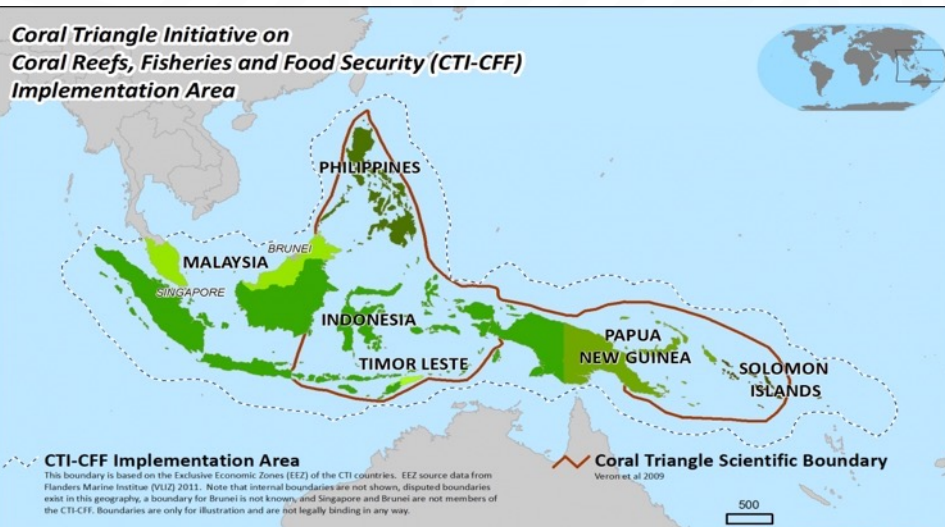 Coral Triangle Initiative on
Coral Reefs, Fisheries and Food Security (CTI-CFF)
Implementation Area
PHILIPPINES
BRUNEI
MALAYSIA
SINGAPORE
INDONESIA
PAPUA
NEW GUINEA
TIMOR LESTE
SOLOMON
ISLANDS
CTI-CFF Implementation Area
This boundary is based on the Exclusive Economic Zones (EEZ) of the CTI countries. EEZ source data from
Flanders Marine Institue (VLIZ) 2011. Note that internal boundaries are not shown, disputed boundaries
exist in this geography, a boundary for Brunei is not known, and Singapore and Brunei are not members of
the CTI-CFF. Boundaries are only for illustration and are not legally binding in any way.
Coral Triangle Scientific Boundary
Veron et al 2009
500